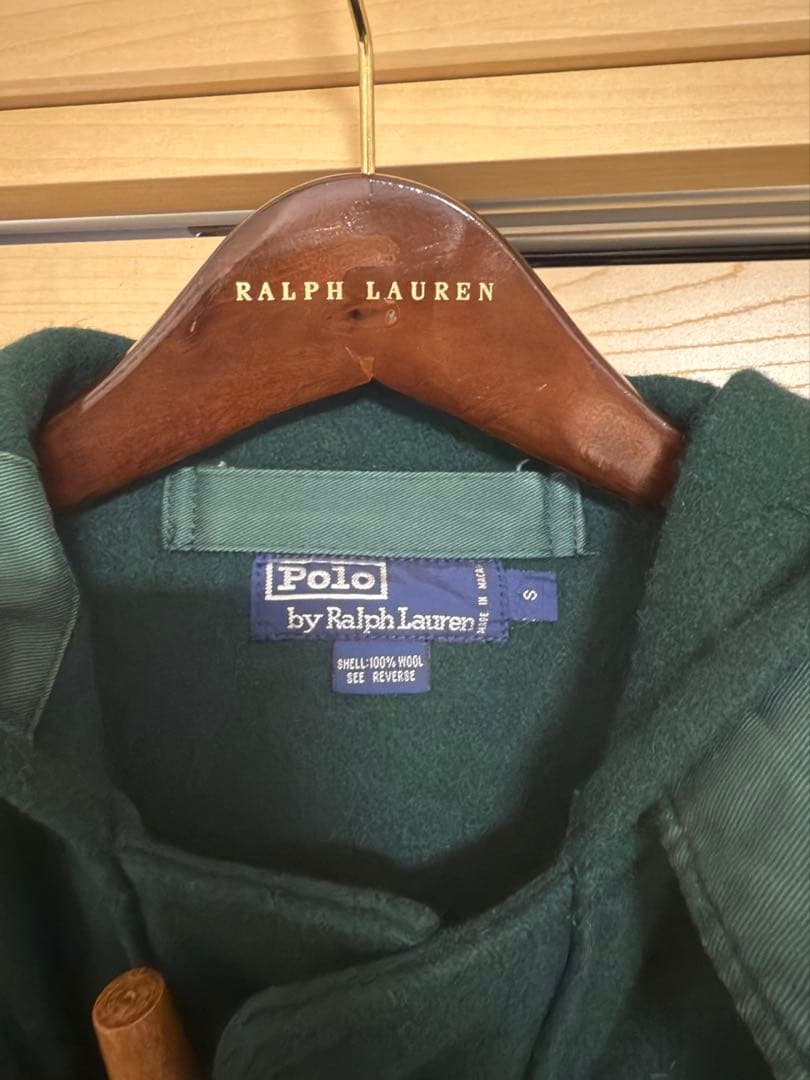 RALPH LAUREN
Polo
by Ralph Lauren
MADE IN MACAU
S
SHELL:100% WOOL
SEE REVERSE